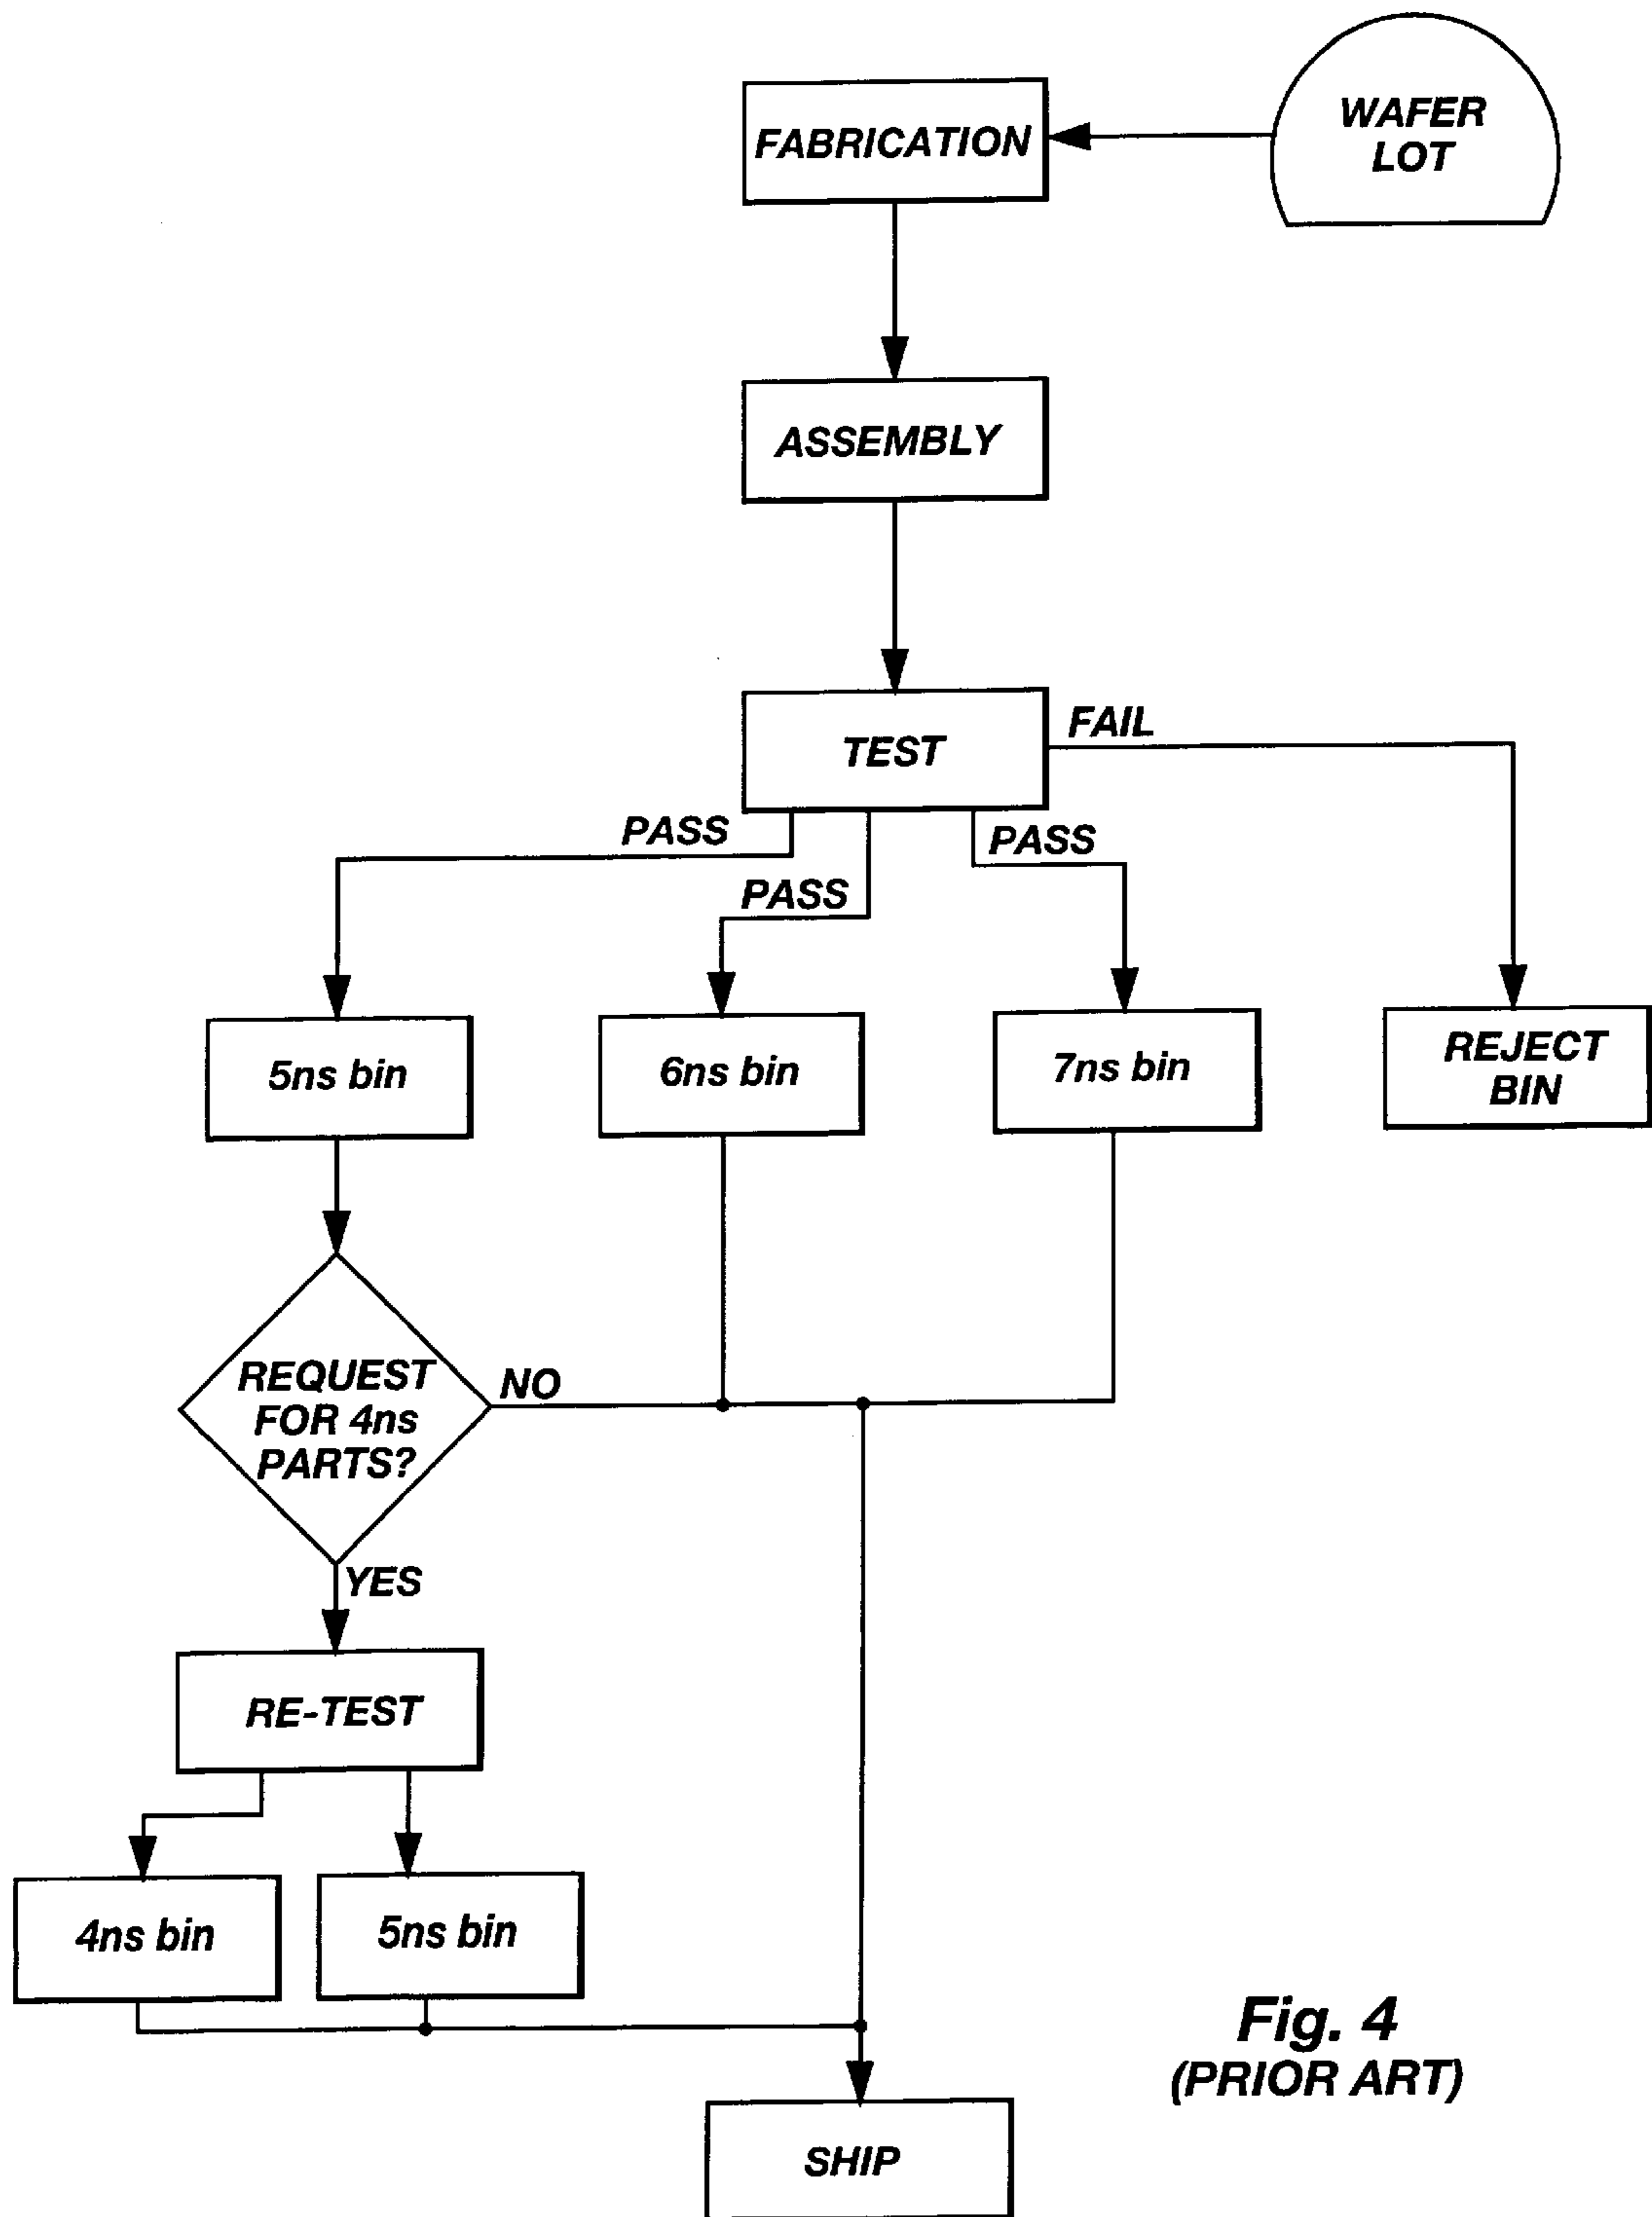 WAFER
LOT
FABRICATION
ASSEMBLY
TEST
FAIL
PASS
PASS
PASS
5ns bin
6ns bin
7ns bin
REJECT
BIN
REQUEST
FOR 4ns
PARTS?
NO
YES
RE-TEST
4ns bin
5ns bin
SHIP
Fig. 4
(PRIOR ART)